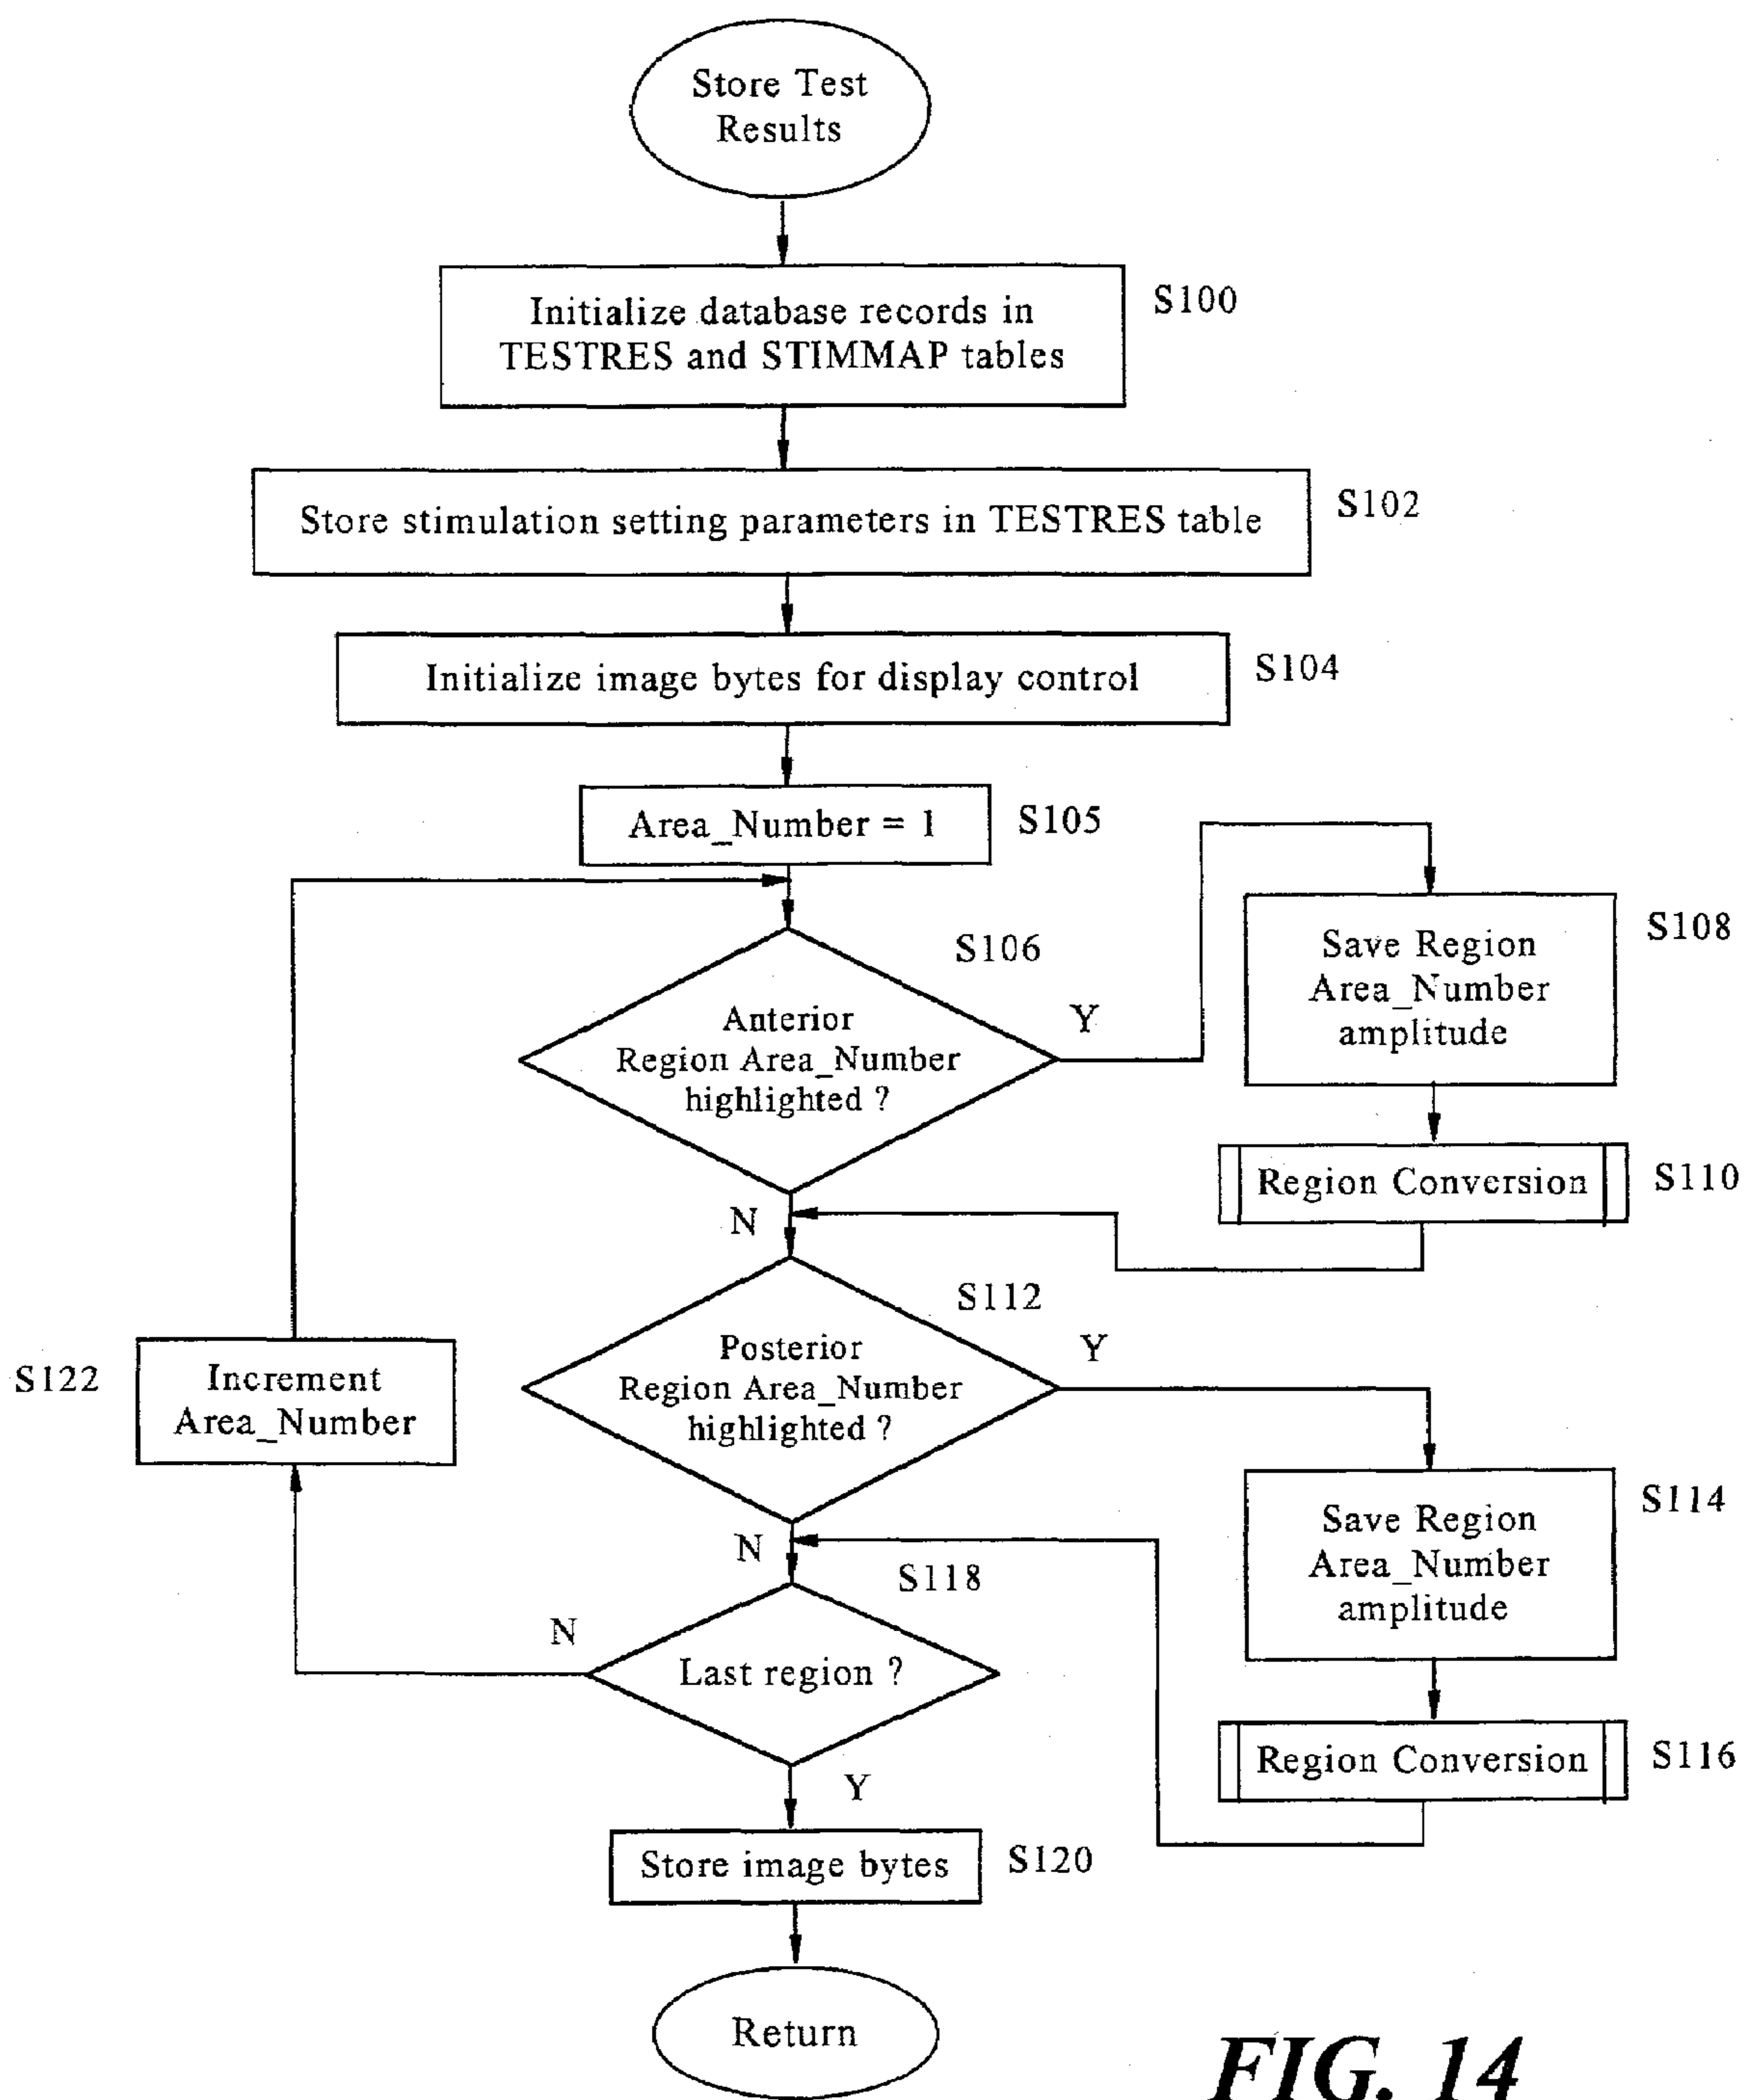 Store Test
Results
Initialize database records in
TESTRES and STIMMAP tables
S100
Store stimulation setting parameters in TESTRES table
S102
Initialize image bytes for display control
S104
Area_Number = 1
S105
S106
Anterior
Region Area_Number
highlighted ?
Y
Save Region
Area_Number
amplitude
S108
Region Conversion
S110
N
S112
Posterior
Region Area_Number
highlighted ?
Y
S122
Increment
Area_Number
Save Region
Area_Number
amplitude
S114
N
S118
N
Last region ?
Region Conversion
S116
Y
Store image bytes
S120
Return
FIG. 14